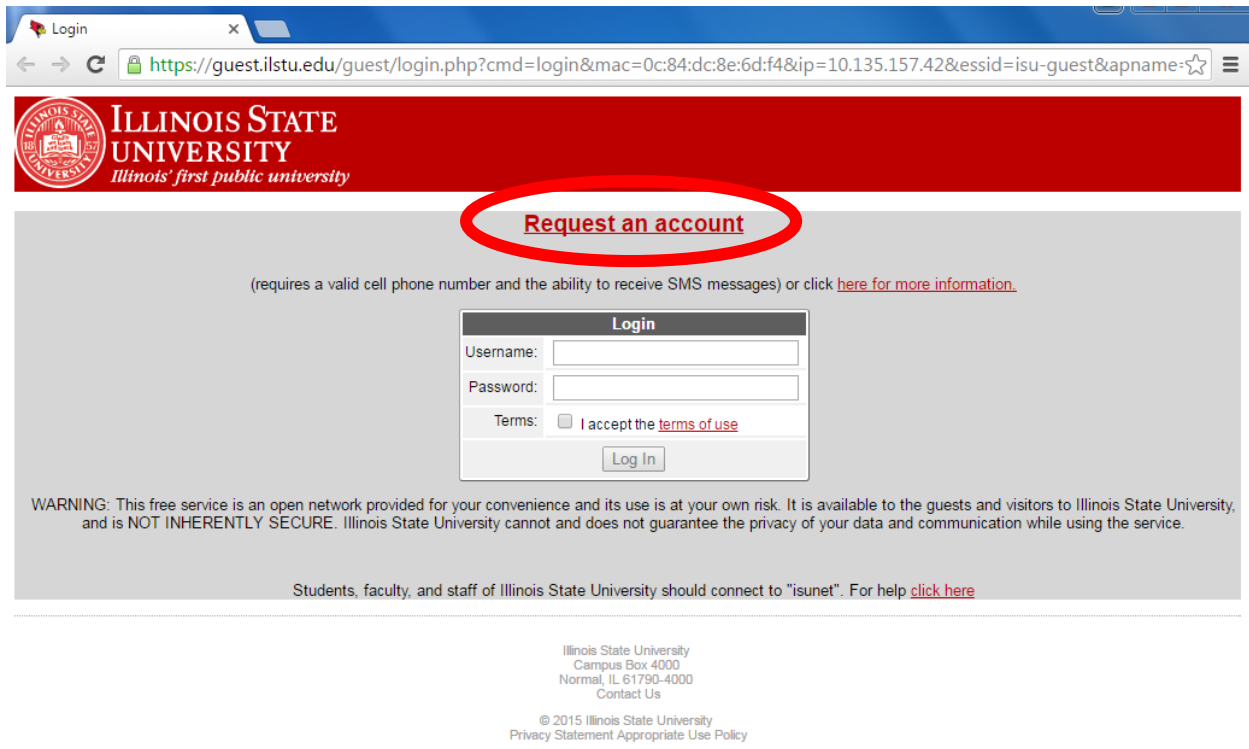 Login
https://guest.ilstu.edu/guest/login.php?cmd=login&mac=0c:84:dc:8e:6d:f4&ip=10.135.157.42&essid=isu-guest&apname=
ILLINOIS STATE
UNIVERSITY
Illinois' first public university
Request an account
(requires a valid cell phone number and the ability to receive SMS messages) or click here for more information.
Login
Username:
Password:
Terms: I accept the terms of use
Log In
WARNING: This free service is an open network provided for your convenience and its use is at your own risk. It is available to the guests and visitors to Illinois State University,
and is NOT INHERENTLY SECURE. Illinois State University cannot and does not guarantee the privacy of your data and communication while using the service.
Students, faculty, and staff of Illinois State University should connect to "isunet". For help click here
Illinois State University
Campus Box 4000
Normal, IL 61790-4000
Contact Us
© 2015 Illinois State University
Privacy Statement Appropriate Use Policy